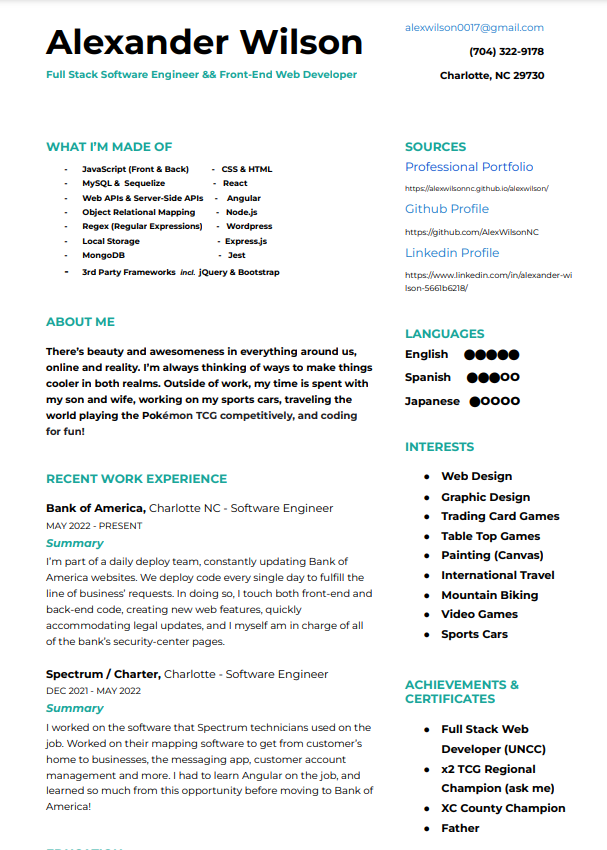 Alexander Wilson
Full Stack Software Engineer && Front-End Web Developer
alexwilson0017@gmail.com
(704) 322-9178
Charlotte, NC 29730
WHAT I'M MADE OF
- JavaScript (Front & Back) - CSS & HTML
- MySQL & Sequelize - React
- Web APIs & Server-Side APIs - Angular
- Object Relational Mapping - Node.js
- Regex (Regular Expressions) - Wordpress
- Local Storage - Express.js
- MongoDB - Jest
- 3rd Party Frameworks incl. jQuery & Bootstrap
ABOUT ME
There's beauty and awesomeness in everything around us,
online and reality. I'm always thinking of ways to make things
cooler in both realms. Outside of work, my time is spent with
my son and wife, working on my sports cars, traveling the
world playing the Pokémon TCG competitively, and coding
for fun!
RECENT WORK EXPERIENCE
Bank of America, Charlotte NC - Software Engineer
MAY 2022 - PRESENT
Summary
I'm part of a daily deploy team, constantly updating Bank of
America websites. We deploy code every single day to fulfill the
line of business' requests. In doing so, I touch both front-end and
back-end code, creating new web features, quickly
accommodating legal updates, and I myself am in charge of all
of the bank's security-center pages.
Spectrum / Charter, Charlotte - Software Engineer
DEC 2021 - MAY 2022
Summary
I worked on the software that Spectrum technicians used on the
job. Worked on their mapping software to get from customer's
home to businesses, the messaging app, customer account
management and more. I had to learn Angular on the job, and
learned so much from this opportunity before moving to Bank of
America!
SOURCES
Professional Portfolio
https://alexwilsonnc.github.io/alexwilson/
Github Profile
https://github.com/AlexWilsonNC
Linkedin Profile
https://www.linkedin.com/in/alexander-wi
lson-5661b6218/
LANGUAGES
English ⬤⬤⬤⬤⬤
Spanish ⬤⬤⬤OO
Japanese ⬤OOOO
INTERESTS
● Web Design
● Graphic Design
● Trading Card Games
● Table Top Games
● Painting (Canvas)
● International Travel
● Mountain Biking
● Video Games
● Sports Cars
ACHIEVEMENTS &
CERTIFICATES
● Full Stack Web
Developer (UNCC)
● x2 TCG Regional
Champion (ask me)
● XC County Champion
● Father